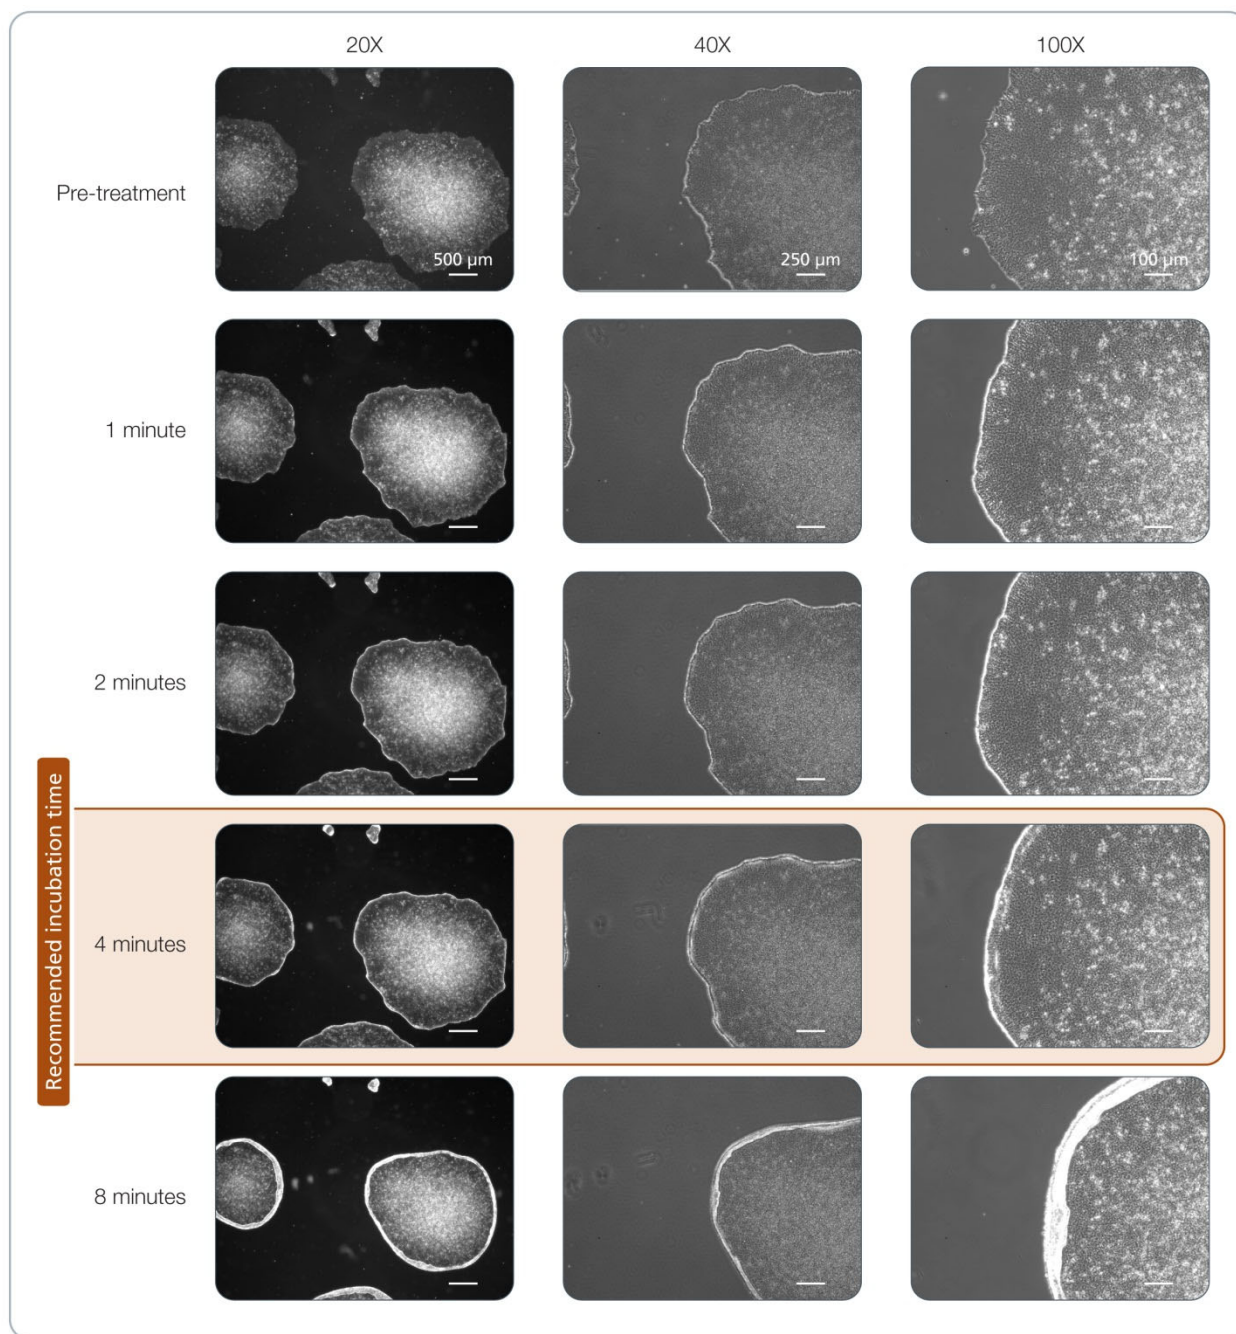 20X
40X
100X
Pre-treatment
500 µm
250 µm
100 µm
1 minute
2 minutes
Recommended incubation time
4 minutes
8 minutes